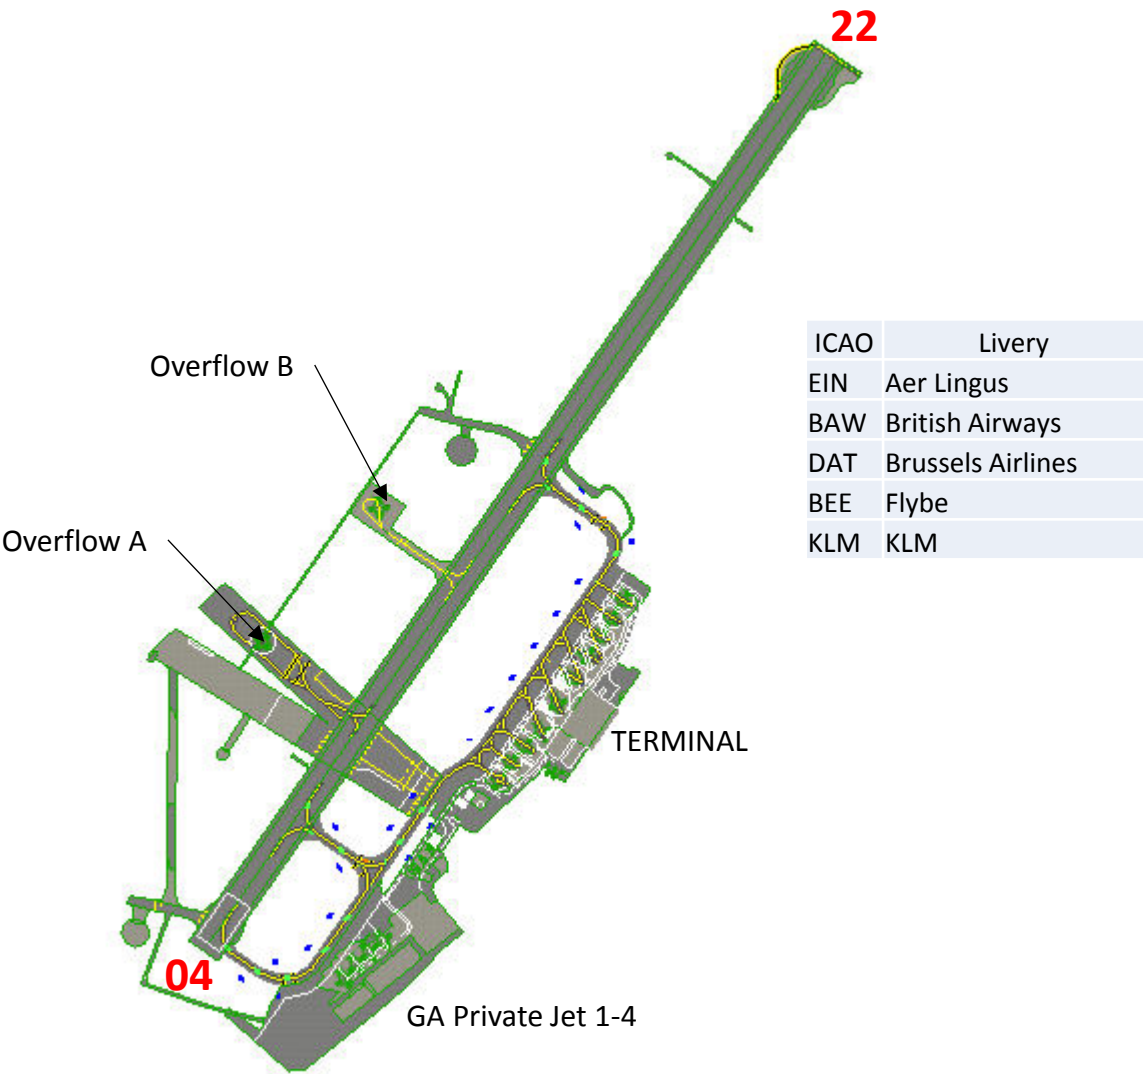 22
Overflow B
Overflow A
ICAO Livery
EIN Aer Lingus
BAW British Airways
DAT Brussels Airlines
BEE Flybe
KLM KLM
TERMINAL
04
GA Private Jet 1-4